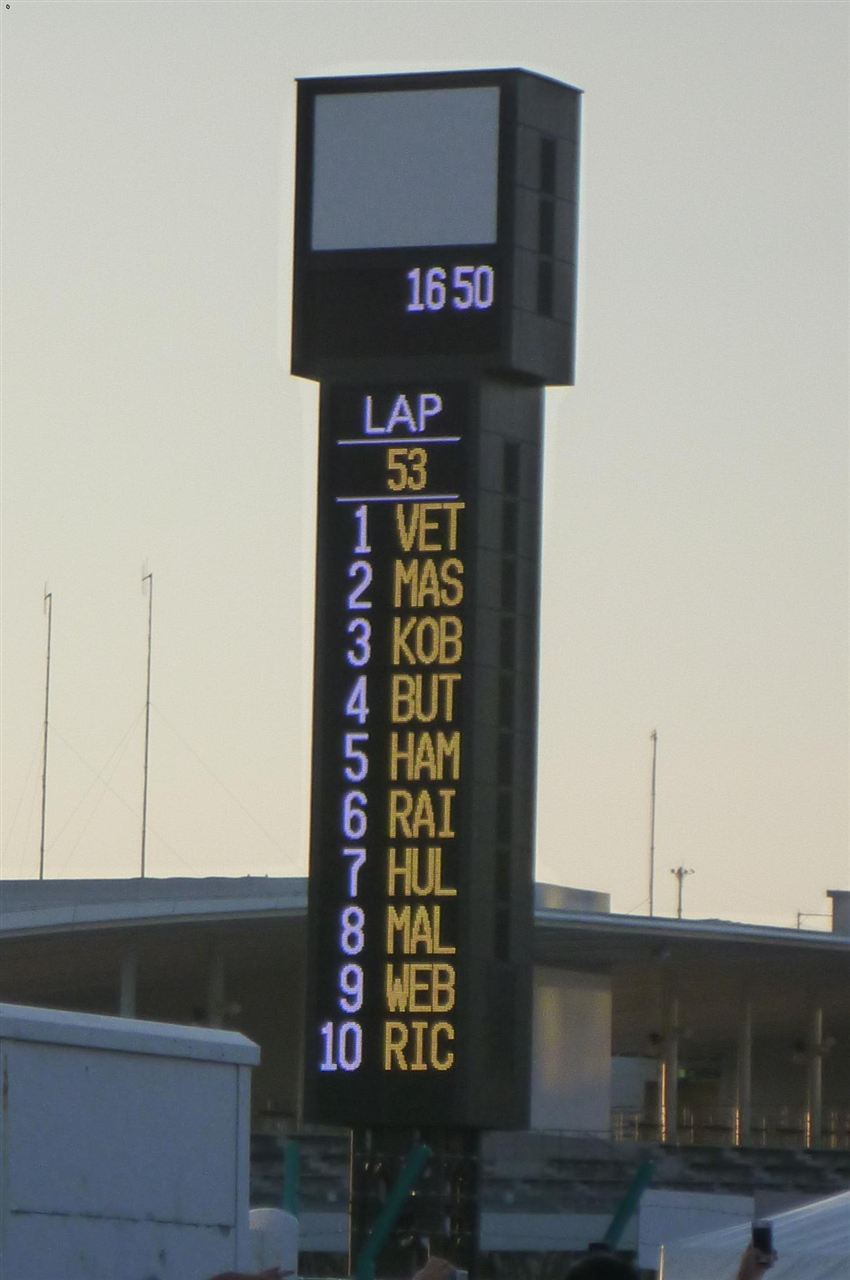 16 50
LAP
53
1 VET
2 MAS
3 KOB
4 BUT
5 HAM
6 RAI
7 HUL
8 MAL
9 WEB
10 RIC